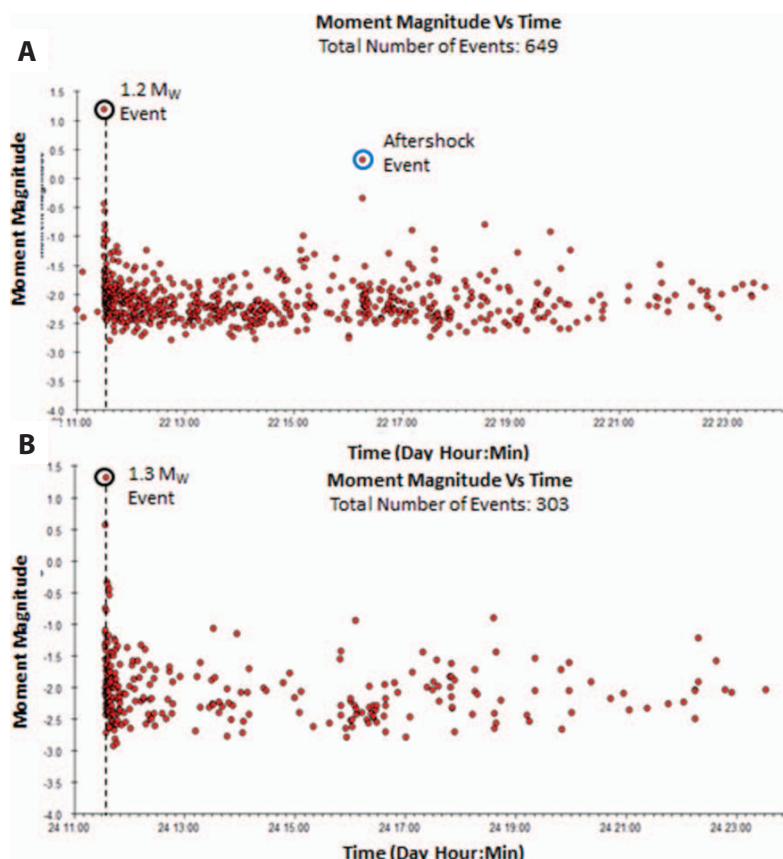 Moment Magnitude Vs Time
Total Number of Events: 649
A
1.2 MW
Event
Aftershock
Event
Moment Magnitude
1.5
1.0
0.5
0.0
-0.5
-1.0
-1.5
-2.0
-2.5
-3.0
-3.5
-4.0
22 13:00
22 15:00
22 17:00
22 19:00
22 21:00
22 23:00
Time (Day Hour:Min)
B
1.3 MW
Event
Moment Magnitude Vs Time
Total Number of Events: 303
Moment Magnitude
1.5
1.0
0.5
0.0
-0.5
-1.0
-1.5
-2.0
-2.5
-3.0
-3.5
-4.0
24 11:00
24 13:00
24 15:00
24 17:00
24 19:00
24 21:00
24 23:00
Time (Day Hour:Min)